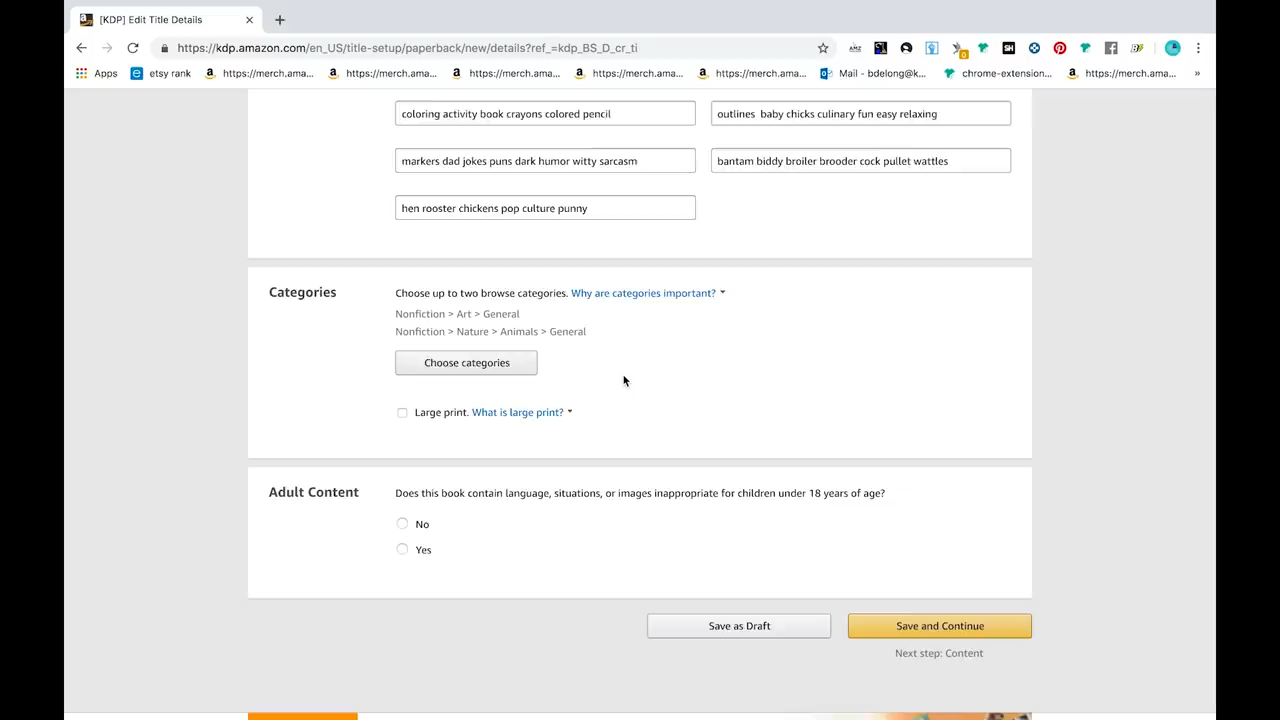 [KDP] Edit Title Details
https://kdp.amazon.com/en_US/title-setup/paperback/new/details?ref_=kdp_BS_D_cr_ti
Apps etsy rank https://merch.ama... https://merch.ama... https://merch.ama... https://merch.ama... https://merch.ama... Mail - bdelong@k... chrome-extension... https://merch.ama... »
coloring activity book crayons colored pencil outlines  baby chicks culinary fun easy relaxing
markers dad jokes puns dark humor witty sarcasm bantam biddy broiler brooder cock pullet wattles
hen rooster chickens pop culture punny
Categories Choose up to two browse categories. Why are categories important?
Nonfiction > Art > General
Nonfiction > Nature > Animals > General
Choose categories
Large print. What is large print?
Adult Content Does this book contain language, situations, or images inappropriate for children under 18 years of age?
No
Yes
Save as Draft Save and Continue
Next step: Content